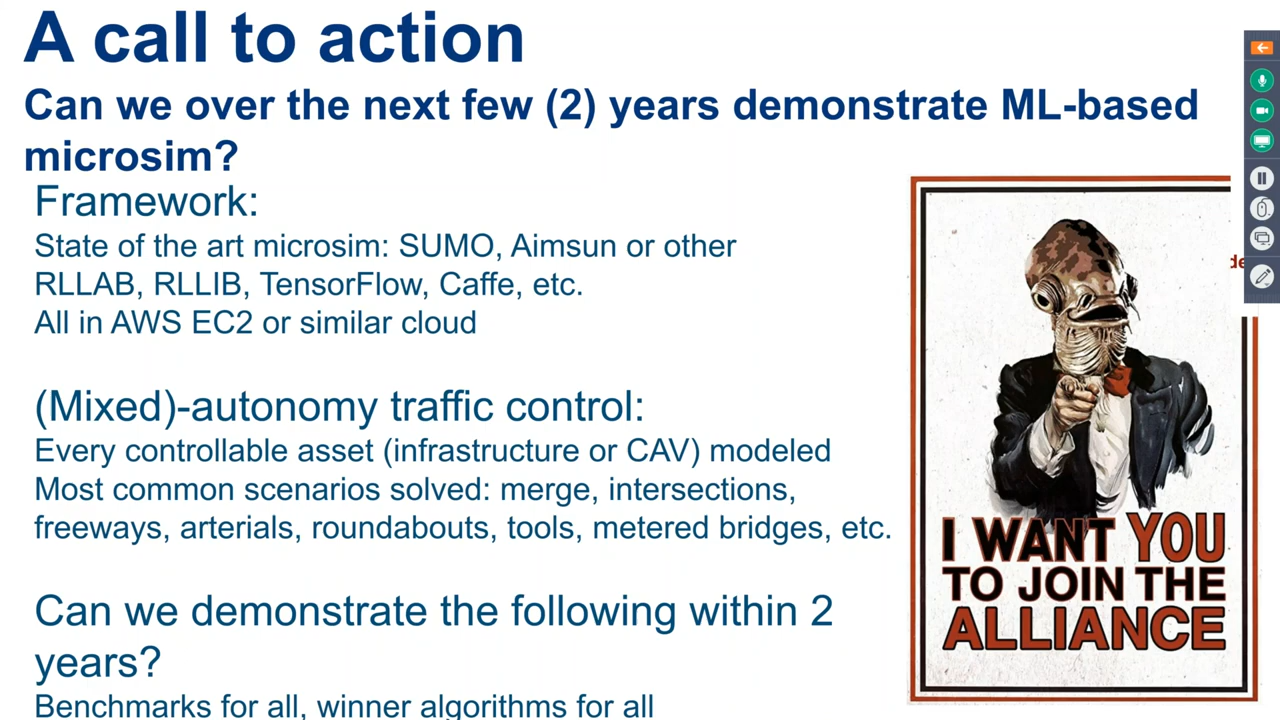 A call to action
Can we over the next few (2) years demonstrate ML-based
microsim?
Framework:
State of the art microsim: SUMO, Aimsun or other
RLLAB, RLLIB, TensorFlow, Caffe, etc.
All in AWS EC2 or similar cloud
(Mixed)-autonomy traffic control:
Every controllable asset (infrastructure or CAV) modeled
Most common scenarios solved: merge, intersections,
freeways, arterials, roundabouts, tools, metered bridges, etc.
Can we demonstrate the following within 2
years?
Benchmarks for all, winner algorithms for all
I WANT YOU
TO JOIN THE
ALLIANCE